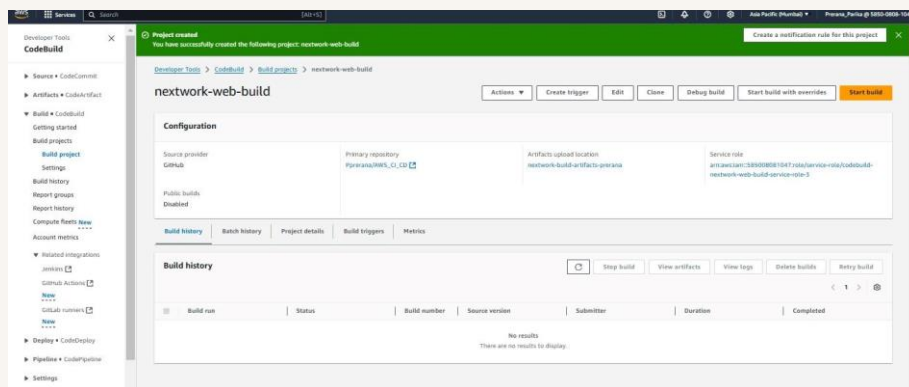 aws
Services
Search
[Alt+S]
Asia Pacific (Mumbai)
Developer Tools
CodeBuild
Source • CodeCommit
Artifacts • CodeArtifact
Build • CodeBuild
Getting started
Build projects
Build project
Settings
Build history
Report groups
Report history
Compute fleets New
Account metrics
Related integrations
Jenkins
GitHub Actions
New
GitLab runners
New
Deploy • CodeDeploy
Pipeline • CodePipeline
Settings
Project created
You have successfully created the following project: nextwork-web-build
Create a notification rule for this project
Developer Tools > CodeBuild > Build projects > nextwork-web-build
nextwork-web-build
Actions
Create trigger
Edit
Clone
Debug build
Start build with overrides
Start build
Configuration
Source provider
GitHub
Primary repository
Artifacts upload location
nextwork-build-artifacts-prerana
Service role
nextwork-web-build-service-role-3
Public builds
Disabled
Build history
Batch history
Project details
Build triggers
Metrics
Build history
Stop build
View artifacts
View logs
Delete builds
Retry build
< 1 >
Build run
Status
Build number
Source version
Submitter
Duration
Completed
No results
There are no results to display.